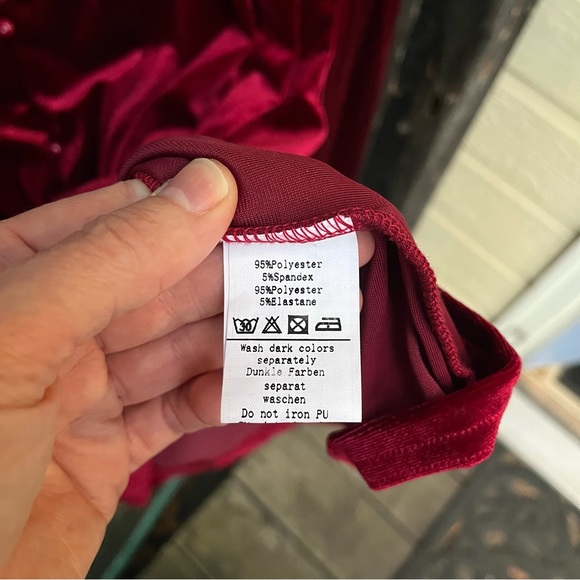 95%Polyester
5%Spandex
95%Polyester
5%Elastane
30
Wash dark colors
separately
Dunkle Farben
separat
waschen
Do not iron PU